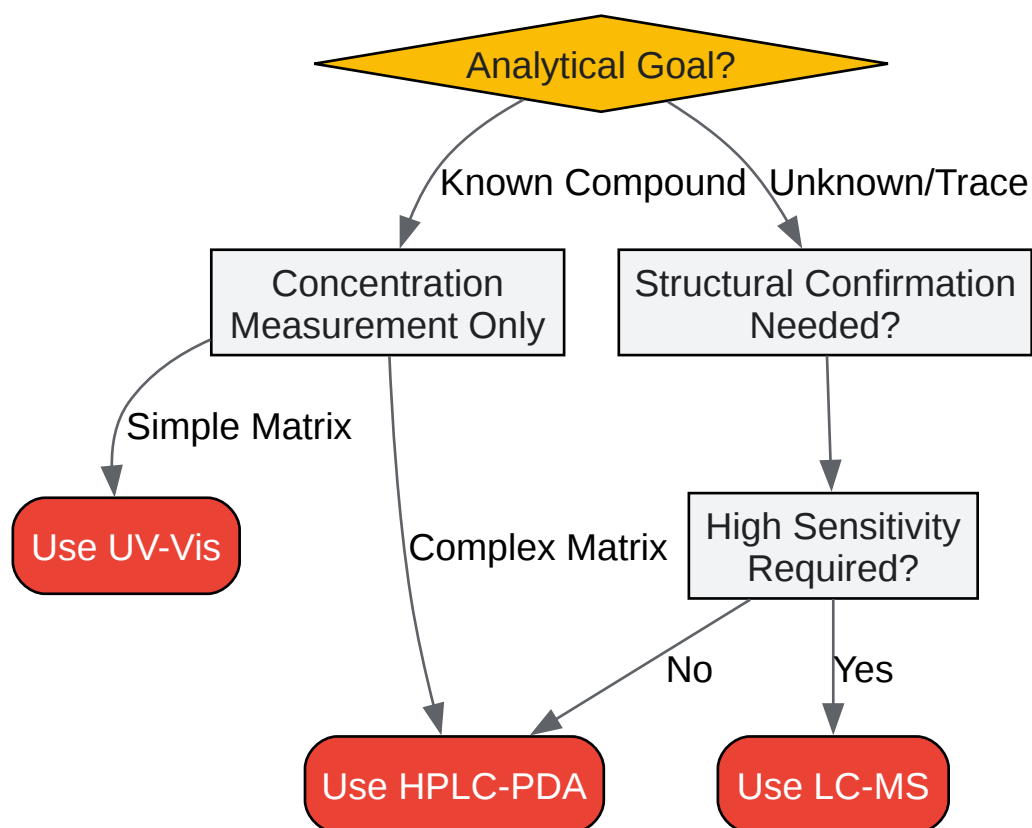 Analytical Goal?
Known Compound
Unknown/Trace
Concentration
Measurement Only
Structural Confirmation
Needed?
Simple Matrix
Use UV-Vis
Complex Matrix
High Sensitivity
Required?
No
Yes
Use HPLC-PDA
Use LC-MS